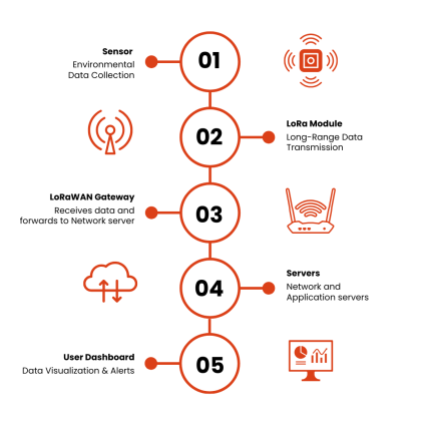 01
Sensor
Environmental
Data Collection
02
LoRa Module
Long-Range Data
Transmission
03
LoRaWAN Gateway
Receives data and
forwards to Network server
04
Servers
Network and
Application servers
05
User Dashboard
Data Visualization & Alerts